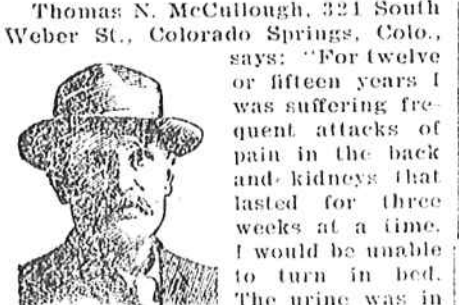 Thomas N. McCullough, 321 South
Weber St., Colorado Springs, Colo.,
says: "For twelve
or fifteen years I
was suffering fre-
quent attacks of
pain in the back
and kidneys that
lasted for three
weeks at a time.
I would be unable
to turn in bed.
The urine was in